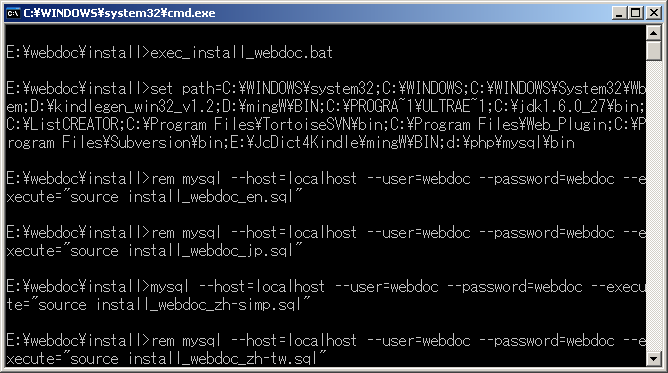 C:¥WINDOWS¥system32¥cmd.exe
E:¥webdoc¥install>exec_install_webdoc.bat
E:¥webdoc¥install>set path=C:¥WINDOWS¥system32;C:¥WINDOWS;C:¥WINDOWS¥System32¥Wb
em;D:¥kindlegen_win32_v1.2;D:¥mingW¥BIN;C:¥PROGRA~1¥ULTRAE~1;C:¥jdk1.6.0_27¥bin;
C:¥ListCREATOR;C:¥Program Files¥TortoiseSVN¥bin;C:¥Program Files¥Web_Plugin;C:¥P
rogram Files¥Subversion¥bin;E:¥JcDict4Kindle¥mingW¥BIN;d:¥php¥mysql¥bin
E:¥webdoc¥install>rem mysql --host=localhost --user=webdoc --password=webdoc --e
xecute="source install_webdoc_en.sql"
E:¥webdoc¥install>rem mysql --host=localhost --user=webdoc --password=webdoc --e
xecute="source install_webdoc_jp.sql"
E:¥webdoc¥install>mysql --host=localhost --user=webdoc --password=webdoc --execu
te="source install_webdoc_zh-simp.sql"
E:¥webdoc¥install>rem mysql --host=localhost --user=webdoc --password=webdoc --e
xecute="source install_webdoc_zh-tw.sql"